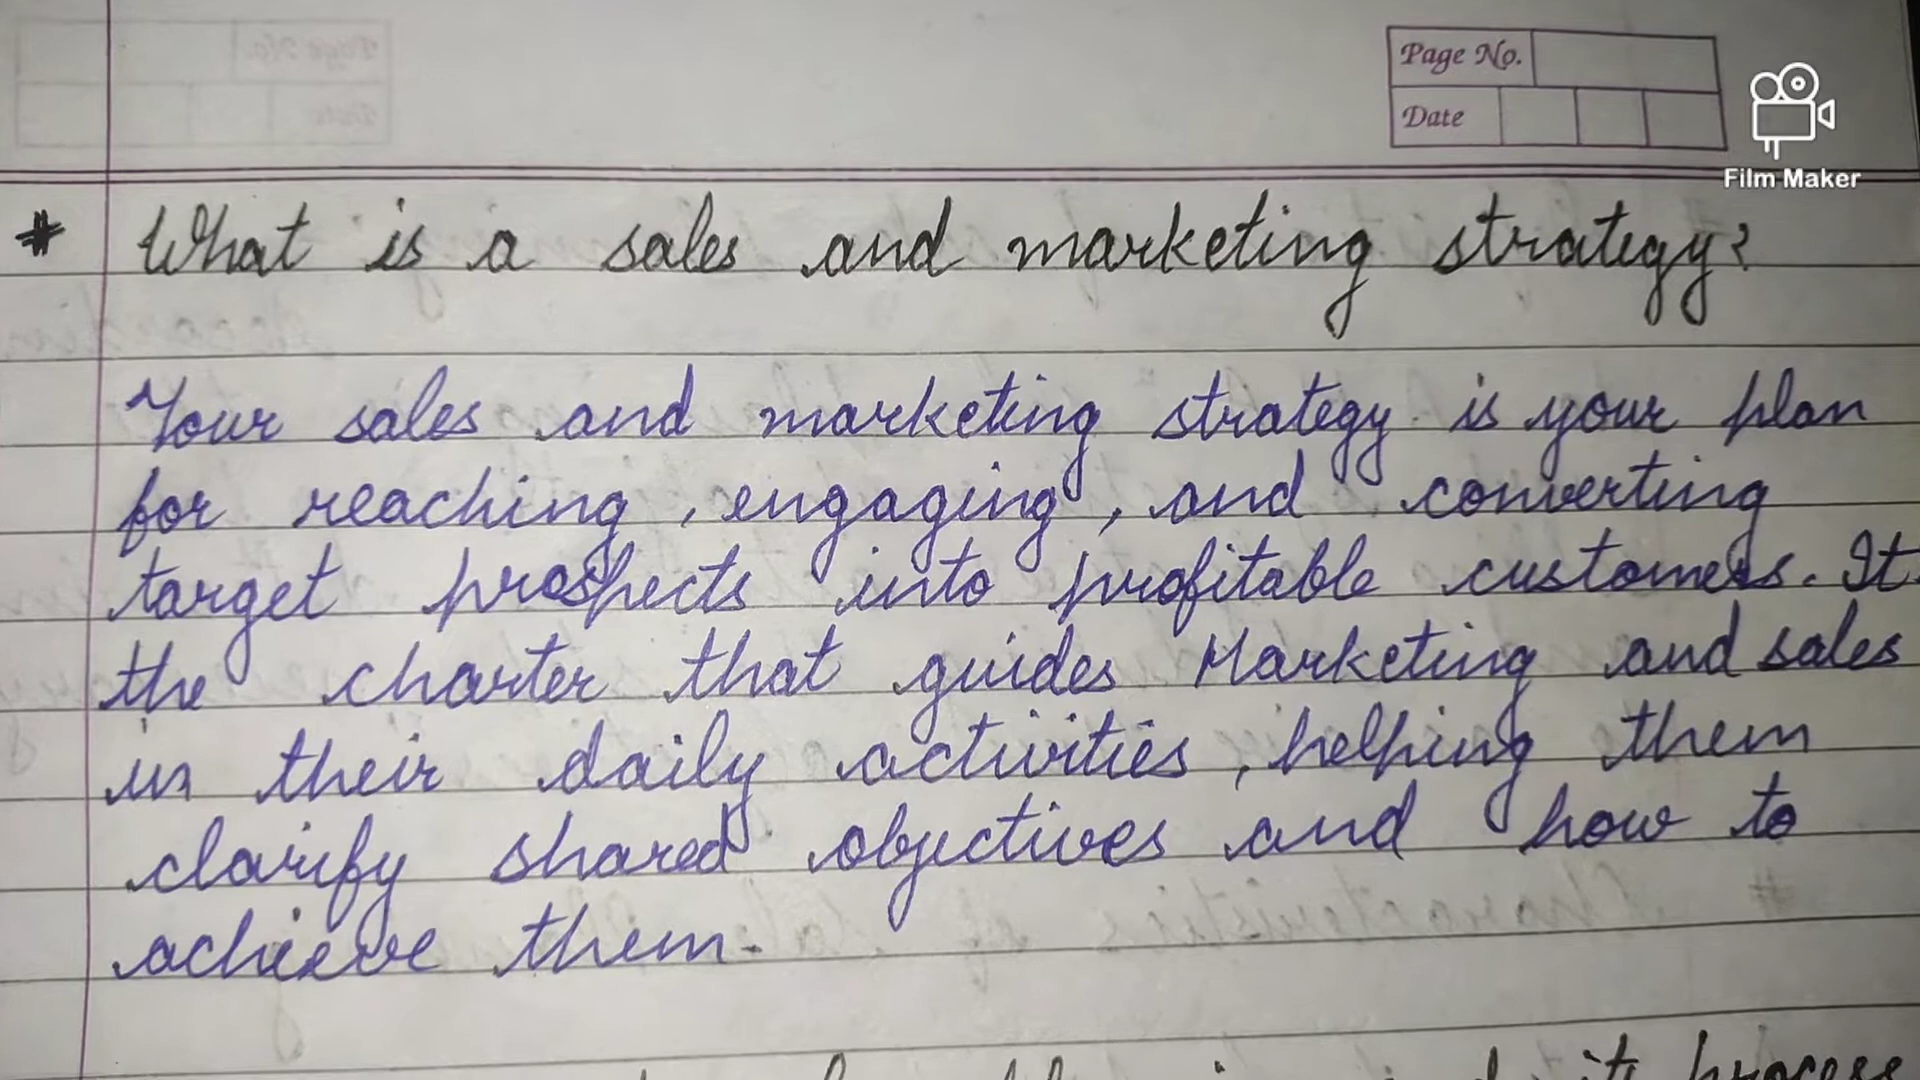 Page No.
Date
Film Maker
# What is a sales and marketing strategy?
Your sales and marketing strategy is your plan
for reaching, engaging, and converting
target prospects into profitable customers. It
the charter that guides Marketing and sales
in their daily activities, helping them
clarify shared objectives and how to
achieve them.
process